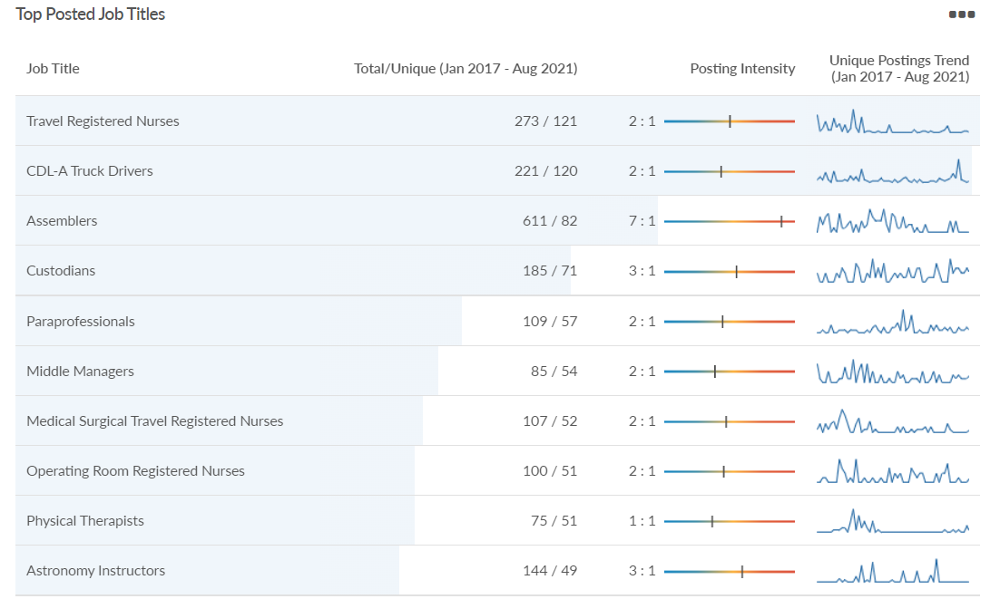 Top Posted Job Titles
Job Title Total/Unique (Jan 2017 - Aug 2021) Posting Intensity Unique Postings Trend
(Jan 2017 - Aug 2021)
Travel Registered Nurses 273 / 121 2 : 1
CDL-A Truck Drivers 221 / 120 2 : 1
Assemblers 611 / 82 7 : 1
Custodians 185 / 71 3 : 1
Paraprofessionals 109 / 57 2 : 1
Middle Managers 85 / 54 2 : 1
Medical Surgical Travel Registered Nurses 107 / 52 2 : 1
Operating Room Registered Nurses 100 / 51 2 : 1
Physical Therapists 75 / 51 1 : 1
Astronomy Instructors 144 / 49 3 : 1